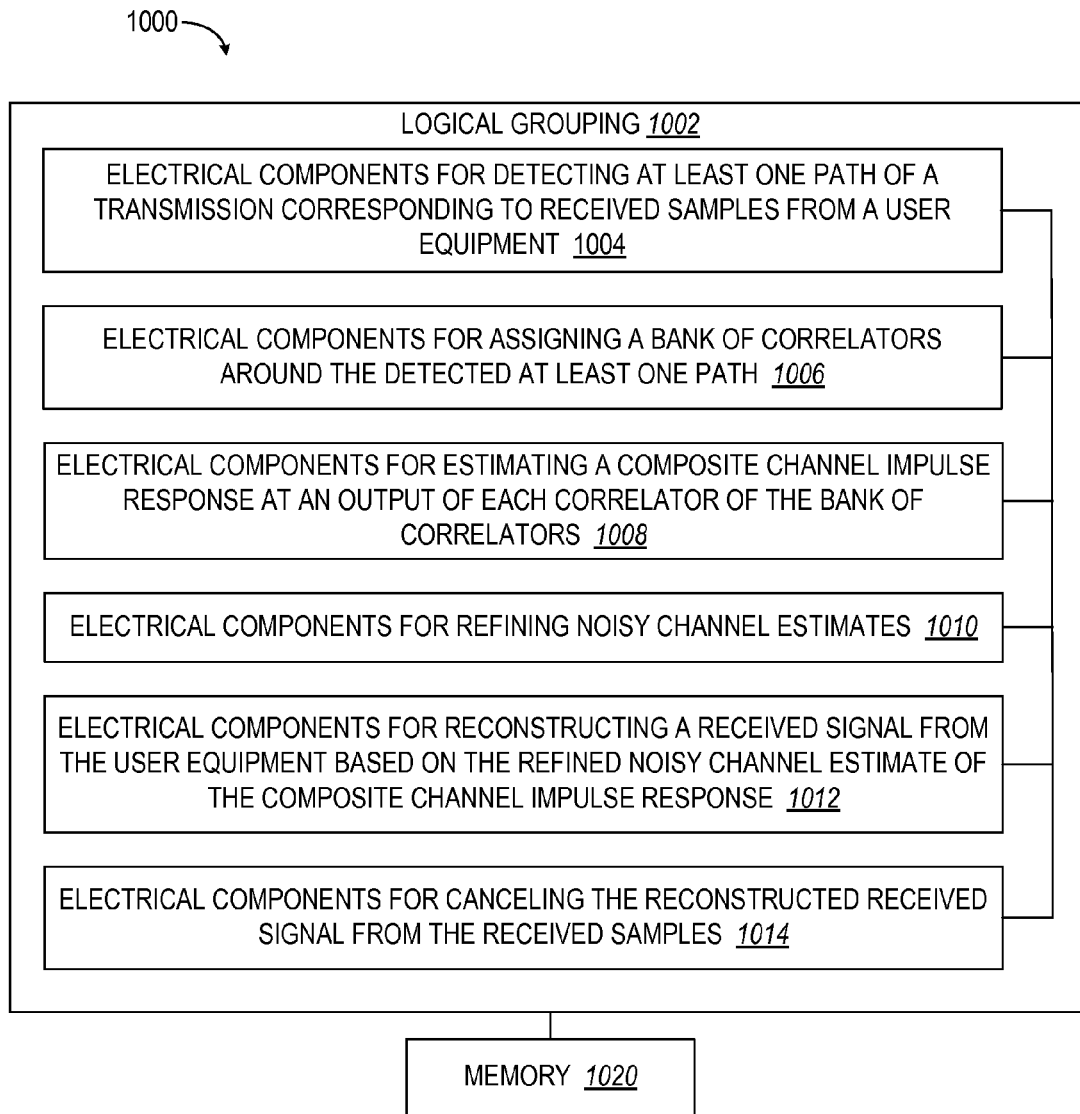 1000
LOGICAL GROUPING 1002
ELECTRICAL COMPONENTS FOR DETECTING AT LEAST ONE PATH OF A
TRANSMISSION CORRESPONDING TO RECEIVED SAMPLES FROM A USER
EQUIPMENT 1004
ELECTRICAL COMPONENTS FOR ASSIGNING A BANK OF CORRELATORS
AROUND THE DETECTED AT LEAST ONE PATH 1006
ELECTRICAL COMPONENTS FOR ESTIMATING A COMPOSITE CHANNEL IMPULSE
RESPONSE AT AN OUTPUT OF EACH CORRELATOR OF THE BANK OF
CORRELATORS 1008
ELECTRICAL COMPONENTS FOR REFINING NOISY CHANNEL ESTIMATES 1010
ELECTRICAL COMPONENTS FOR RECONSTRUCTING A RECEIVED SIGNAL FROM
THE USER EQUIPMENT BASED ON THE REFINED NOISY CHANNEL ESTIMATE OF
THE COMPOSITE CHANNEL IMPULSE RESPONSE 1012
ELECTRICAL COMPONENTS FOR CANCELING THE RECONSTRUCTED RECEIVED
SIGNAL FROM THE RECEIVED SAMPLES 1014
MEMORY 1020